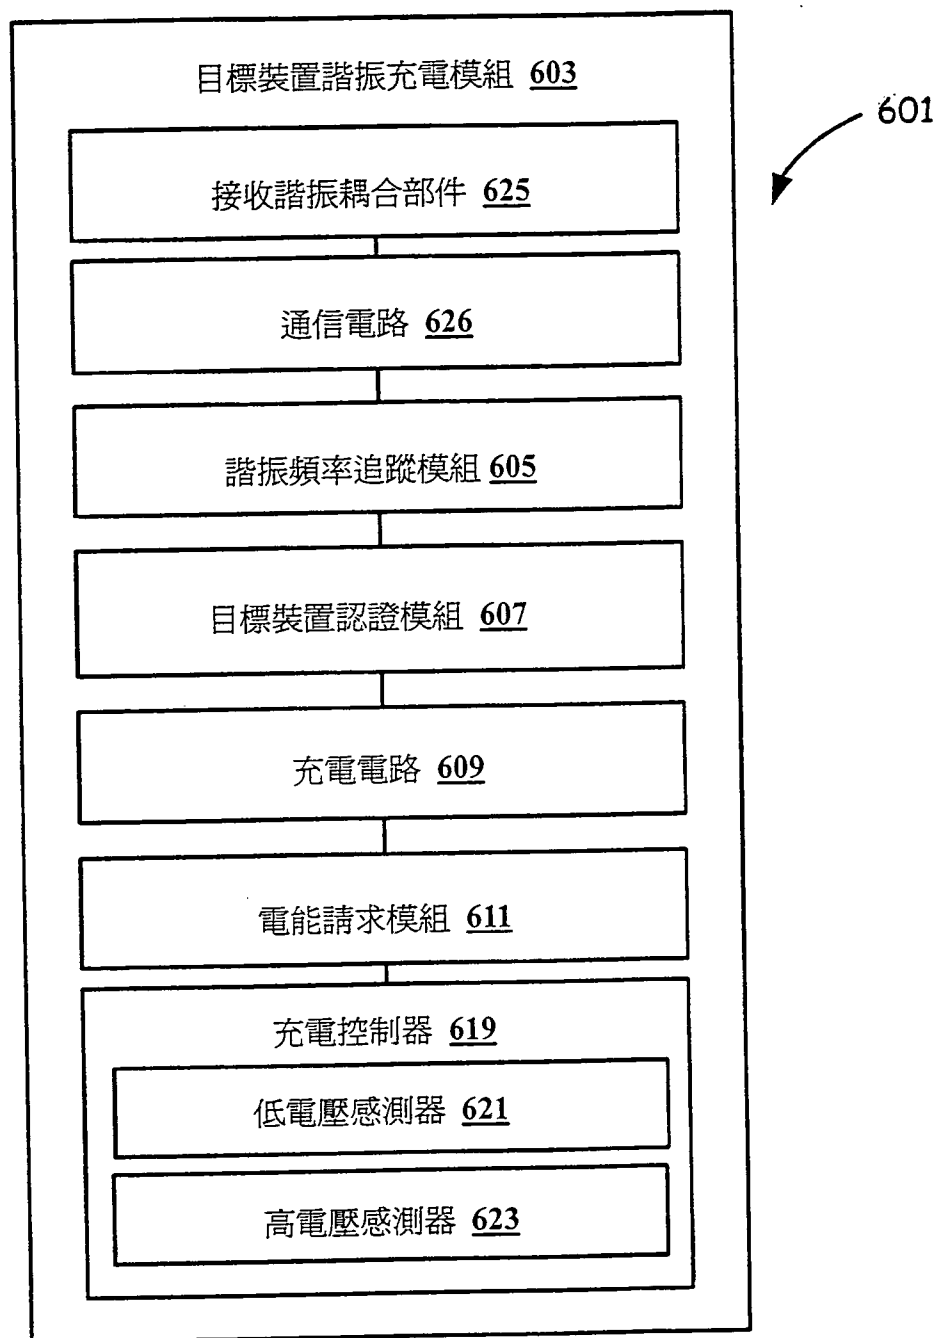 目標裝置諧振充電模組 603
601
接收諧振耦合部件 625
通信電路 626
諧振頻率追蹤模組 605
目標裝置認證模組 607
充電電路 609
電能請求模組 611
充電控制器 619
低電壓感測器 621
高電壓感測器 623